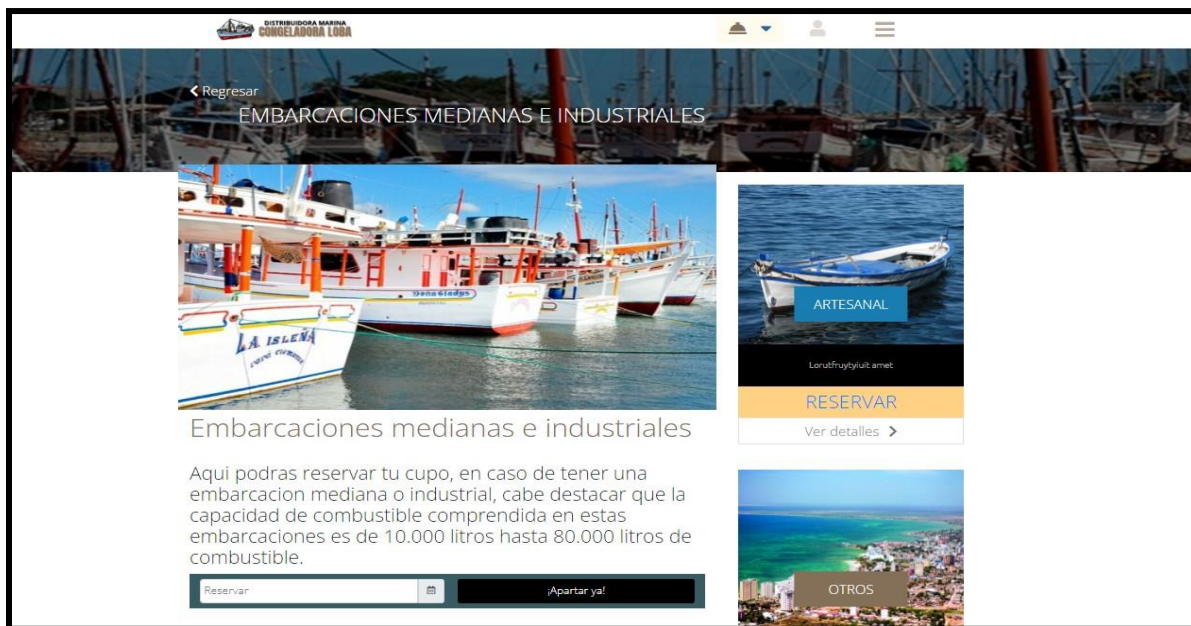 DISTRIBUIDORA MARINA
CONGELADORA LOBA
Regresar
EMBARCACIONES MEDIANAS E INDUSTRIALES
Doña Gladys
LA ISLEÑA
Embarcaciones medianas e industriales
Aqui podras reservar tu cupo, en caso de tener una
embarcacion mediana o industrial, cabe destacar que la
capacidad de combustible comprendida en estas
embarcaciones es de 10.000 litros hasta 80.000 litros de
combustible.
Reservar
¡Apartar ya!
ARTESANAL
Lorutfruytyiuit amet
RESERVAR
Ver detalles
OTROS